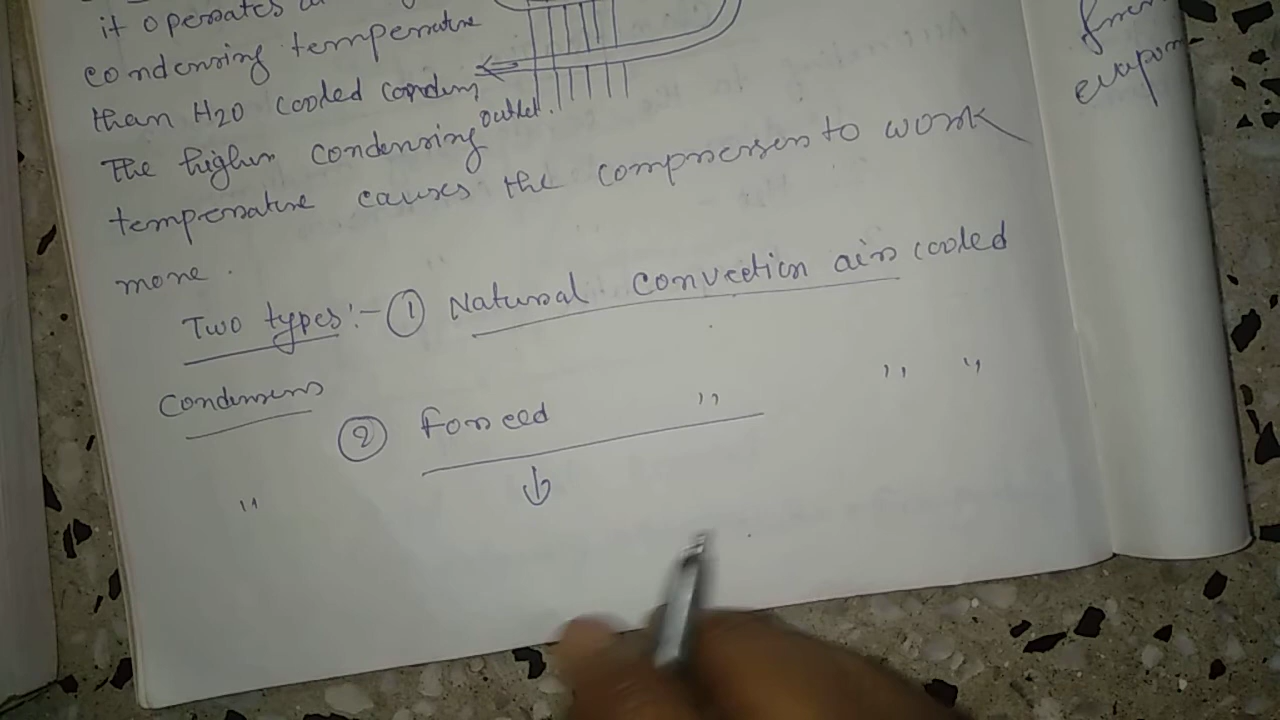 it operates
condensing temperature
than H2O cooled
outlet.
The higher condensing
temperature causes the compressor to work
more.
Two types:- ① Natural convection air cooled
Condensers
② Forced ,, ,, ,,
,,
from